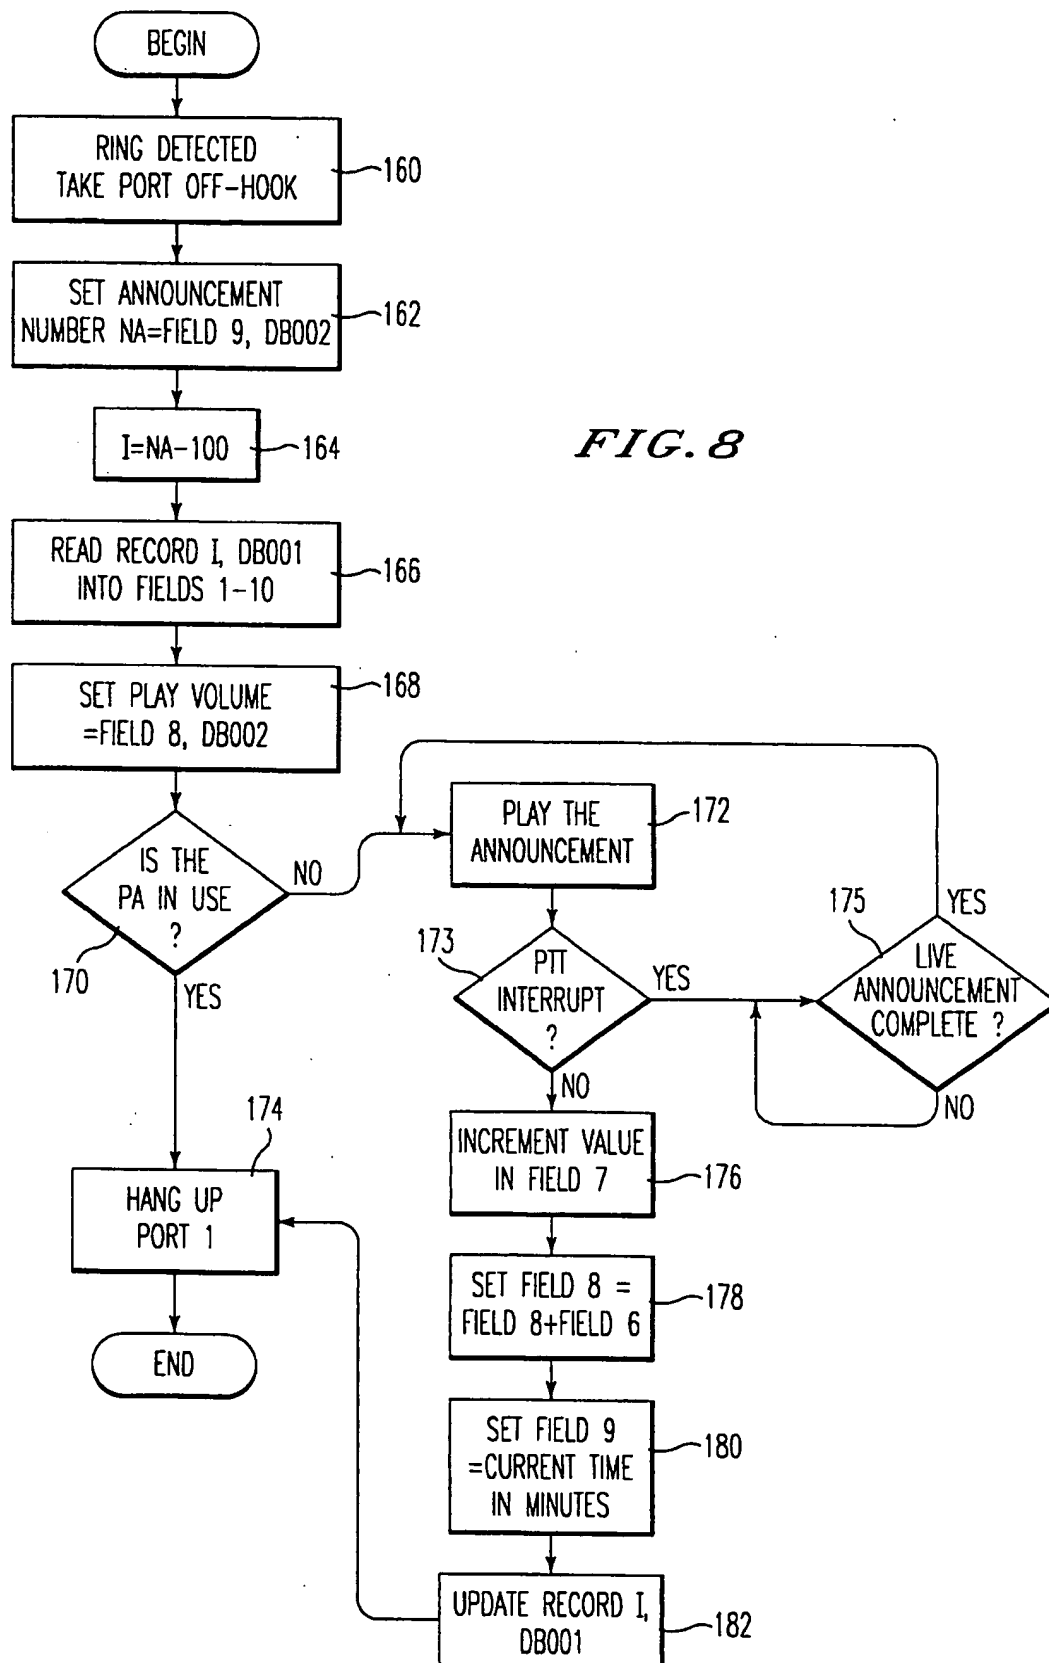 BEGIN
RING DETECTED
TAKE PORT OFF-HOOK
160
SET ANNOUNCEMENT
NUMBER NA=FIELD 9, DB002
162
I=NA-100
164
FIG. 8
READ RECORD I, DB001
INTO FIELDS 1-10
166
SET PLAY VOLUME
=FIELD 8, DB002
168
IS THE
PA IN USE
?
170
NO
YES
PLAY THE
ANNOUNCEMENT
172
173
PTT
INTERRUPT
?
YES
NO
175
LIVE
ANNOUNCEMENT
COMPLETE ?
YES
NO
174
HANG UP
PORT 1
END
INCREMENT VALUE
IN FIELD 7
176
SET FIELD 8 =
FIELD 8+FIELD 6
178
SET FIELD 9
=CURRENT TIME
IN MINUTES
180
UPDATE RECORD I,
DB001
182